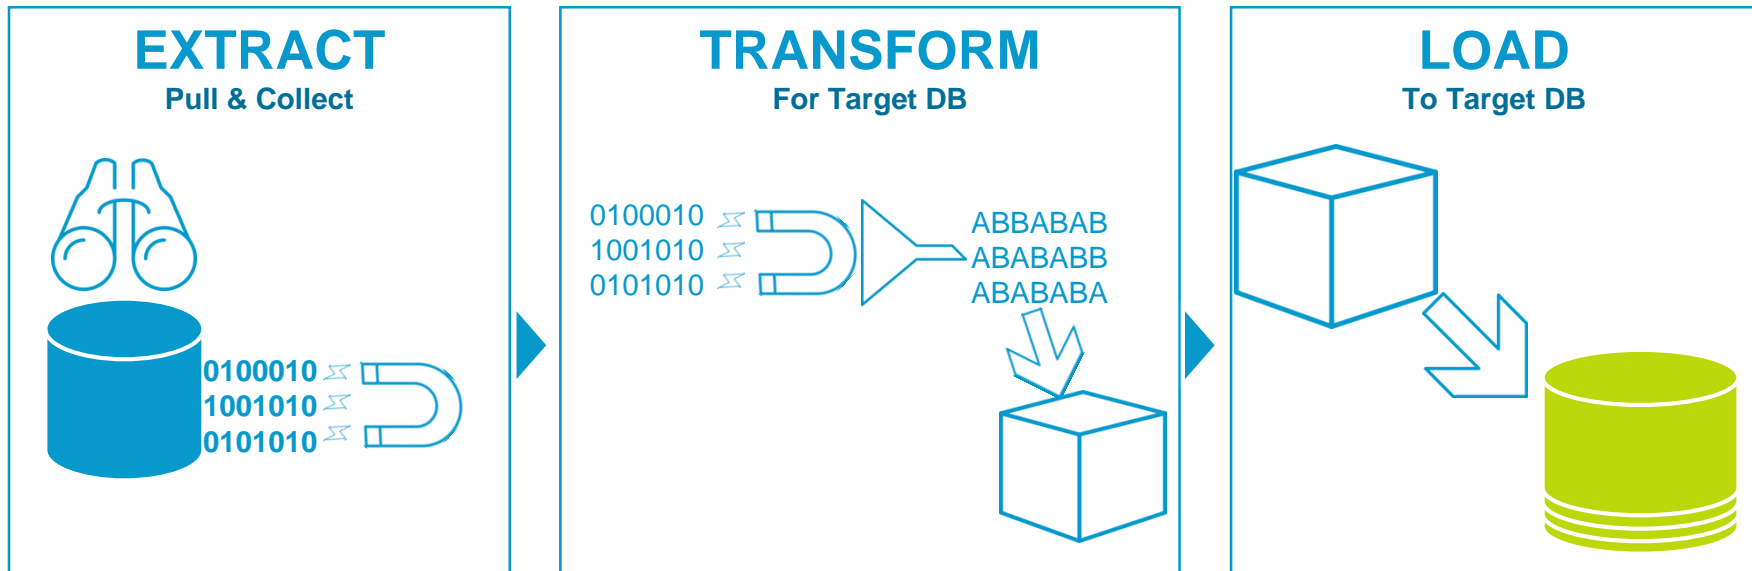 EXTRACT
Pull & Collect
0100010
1001010
0101010
TRANSFORM
For Target DB
0100010
1001010
0101010
ABBABAB
ABABABB
ABABABA
LOAD
To Target DB